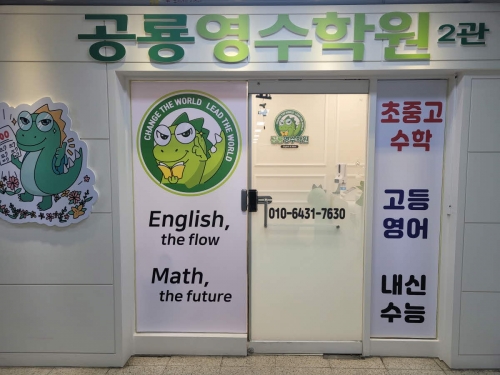 공룡영수학원 2관
CHANGE THE WORLD LEAD THE WORLD
English,
the flow
Math,
the future
010-6431-7630
초중고
수학
고등
영어
내신
수능